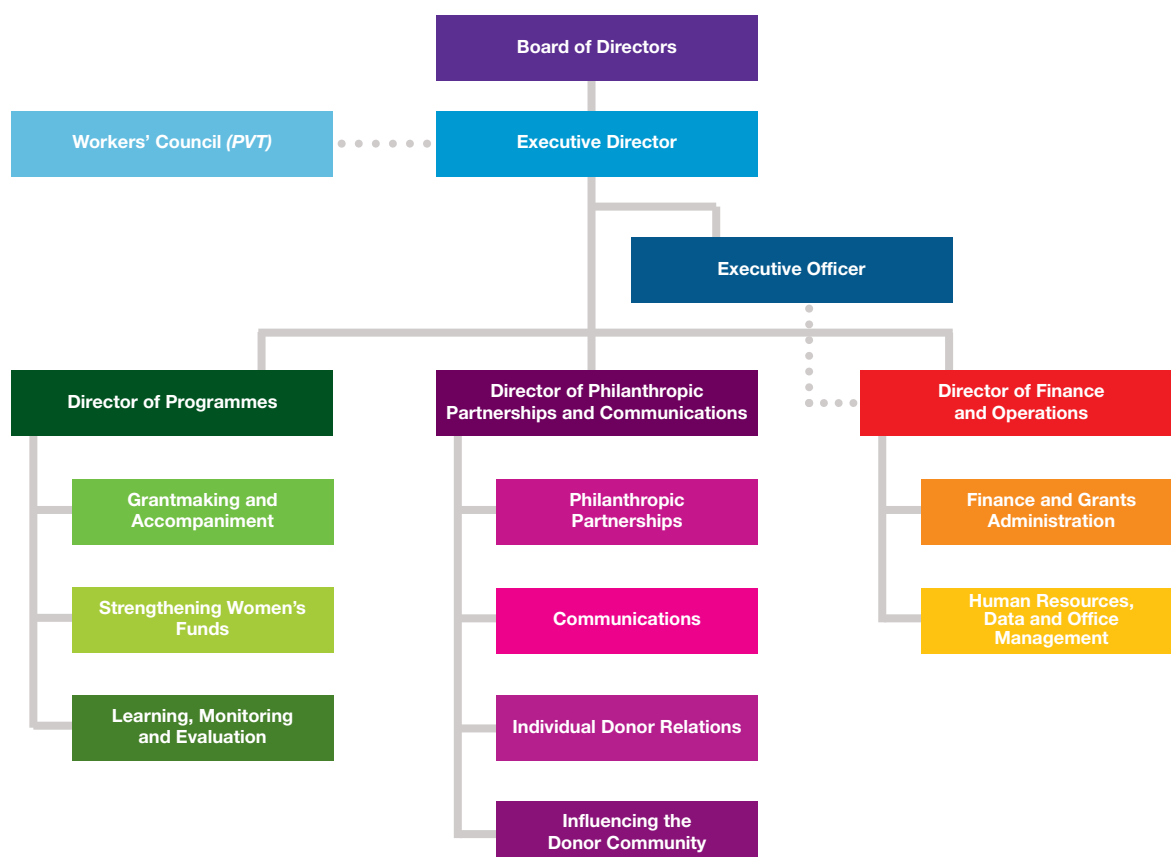 Board of Directors
Workers’ Council (PVT)
Executive Director
Executive Officer
Director of Programmes
Director of Philanthropic
Partnerships and Communications
Director of Finance
and Operations
Grantmaking and
Accompaniment
Philanthropic
Partnerships
Finance and Grants
Administration
Strengthening Women’s
Funds
Communications
Human Resources,
Data and Office
Management
Learning, Monitoring
and Evaluation
Individual Donor Relations
Influencing the
Donor Community